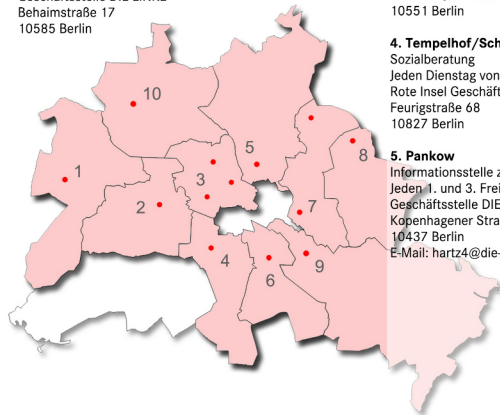 Behaimstraße 17
10585 Berlin
10551 Berlin
4. Tempelhof/Sch
Sozialberatung
Jeden Dienstag von
Rote Insel Geschäft
Feurigstraße 68
10827 Berlin
5. Pankow
Informationsstelle z
Jeden 1. und 3. Frei
Geschäftsstelle DIE
Kopenhagener Stra
10437 Berlin
E-Mail: hartz4@die-
10
5
8
1
3
2
7
4
6
9